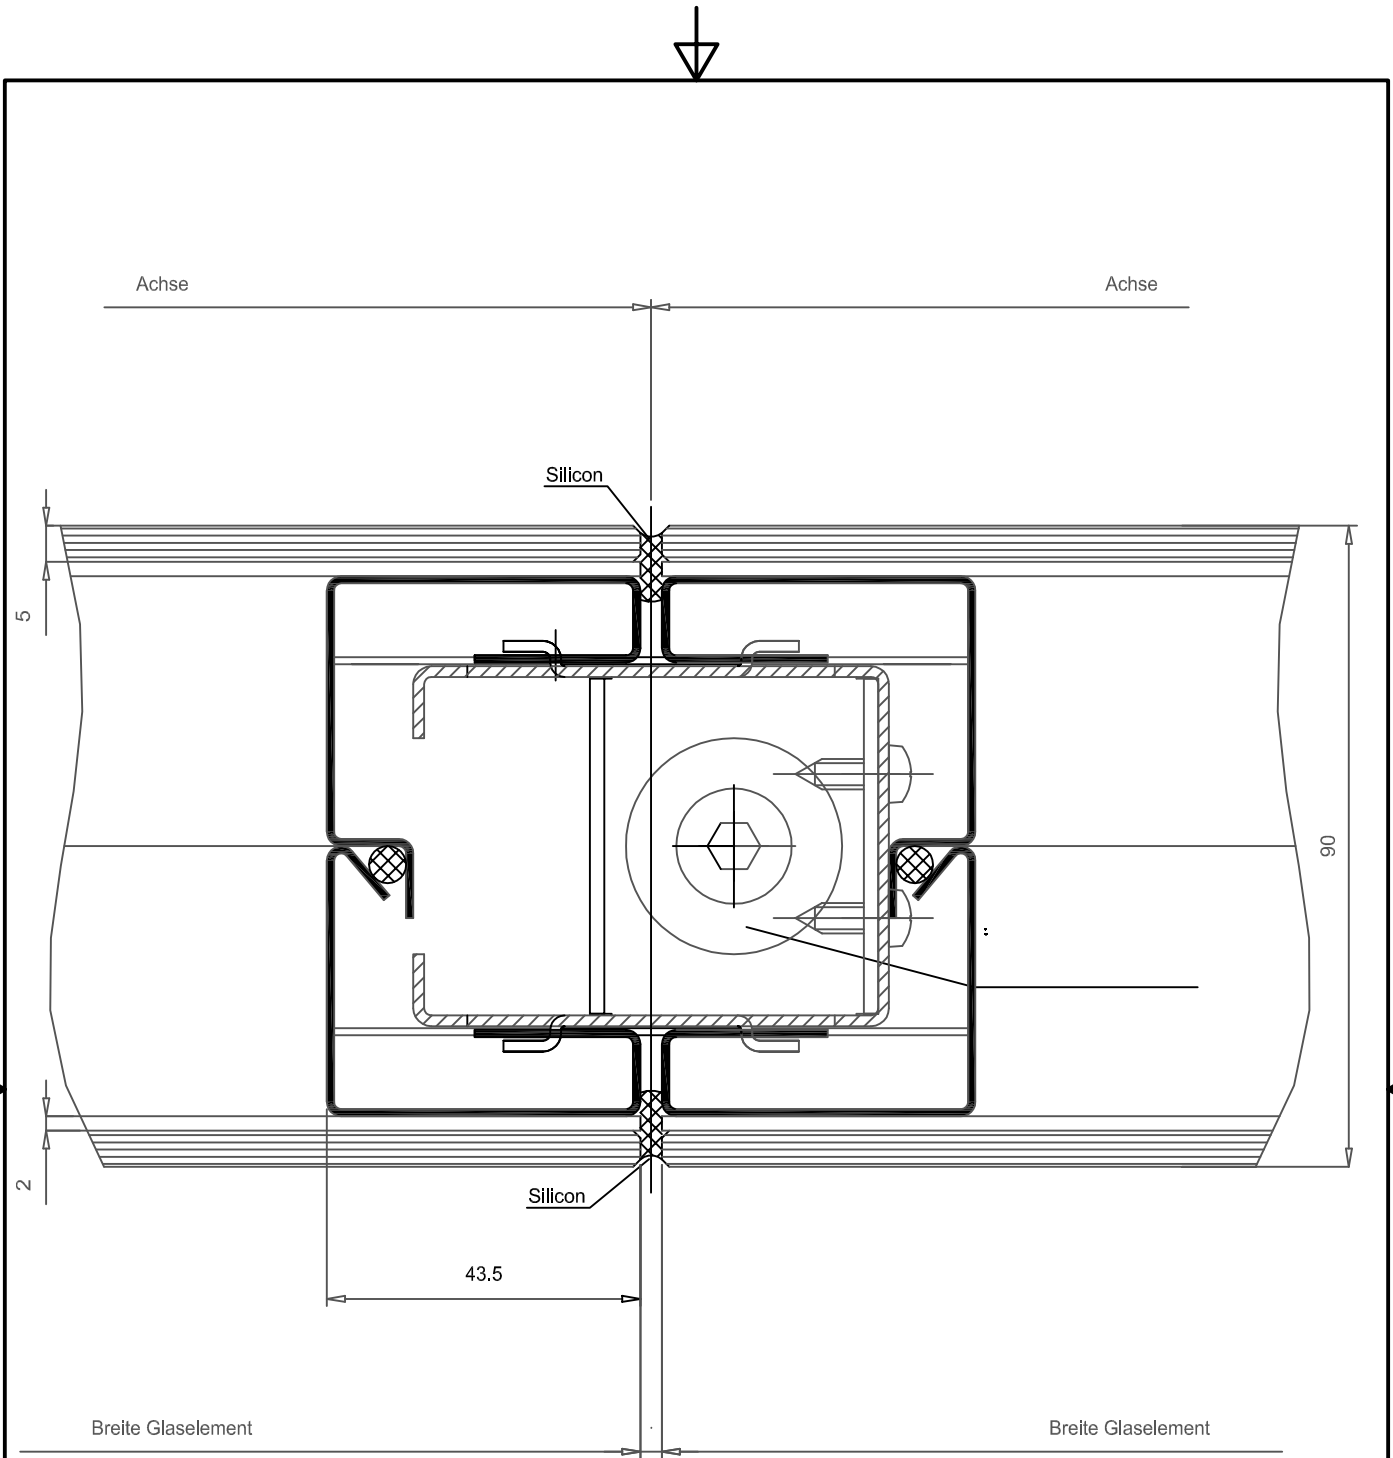 Achse
Achse
Silicon
5
90
2
Silicon
43.5
Breite Glaselement
Breite Glaselement